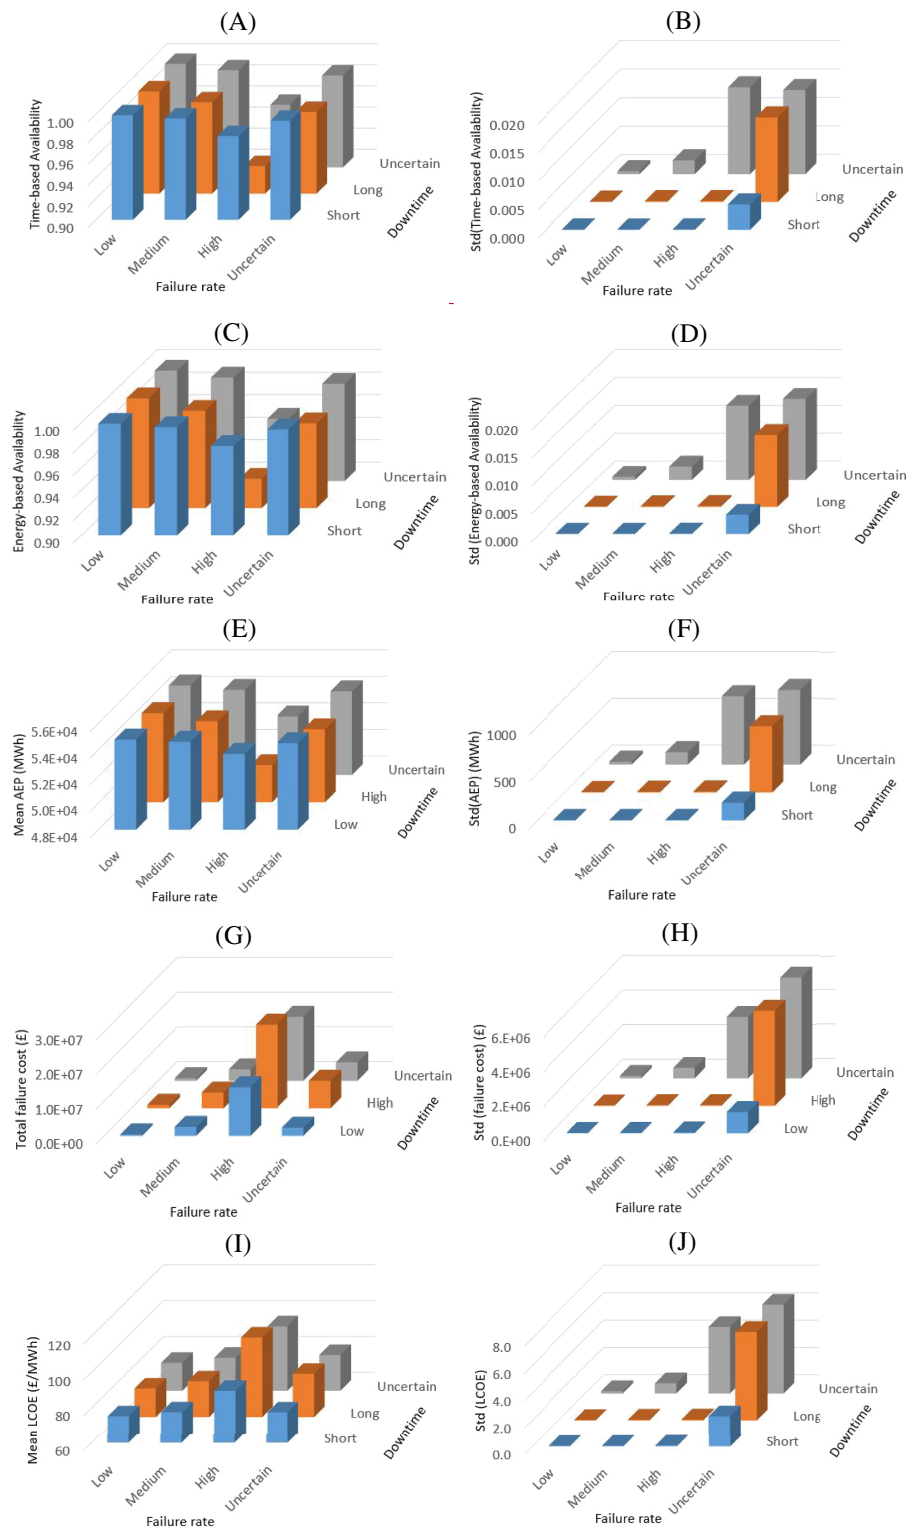 (A)
Time-based Availability
1.00
0.98
0.96
0.94
0.92
0.90
Low
Medium
High
Uncertain
Failure rate
Short
Long
Uncertain
Downtime
(B)
Std(Time-based Availability)
0.020
0.015
0.010
0.005
0.000
Low
Medium
High
Uncertain
Failure rate
Short
Long
Uncertain
Downtime
(C)
Energy-based Availability
1.00
0.98
0.96
0.94
0.92
0.90
Low
Medium
High
Uncertain
Failure rate
Short
Long
Uncertain
Downtime
(D)
Std (Energy-based Availability)
0.020
0.015
0.010
0.005
0.000
Low
Medium
High
Uncertain
Failure rate
Short
Long
Uncertain
Downtime
(E)
Mean AEP (MWh)
5.6E+04
5.4E+04
5.2E+04
5.0E+04
4.8E+04
Low
Medium
High
Uncertain
Failure rate
Low
High
Uncertain
Downtime
(F)
Std(AEP) (MWh)
1000
500
0
Low
Medium
High
Uncertain
Failure rate
Short
Long
Uncertain
Downtime
(G)
Total failure cost (£)
3.0E+07
2.0E+07
1.0E+07
0.0E+00
Low
Medium
High
Uncertain
Failure rate
Low
High
Uncertain
Downtime
(H)
Std (failure cost) (£)
6.E+06
4.E+06
2.E+06
0.E+00
Low
Medium
High
Uncertain
Failure rate
Low
High
Uncertain
Downtime
(I)
Mean LCOE (£/MWh)
120
100
80
60
Low
Medium
High
Uncertain
Failure rate
Short
Long
Uncertain
Downtime
(J)
Std (LCOE)
8.0
6.0
4.0
2.0
0.0
Low
Medium
High
Uncertain
Failure rate
Short
Long
Uncertain
Downtime